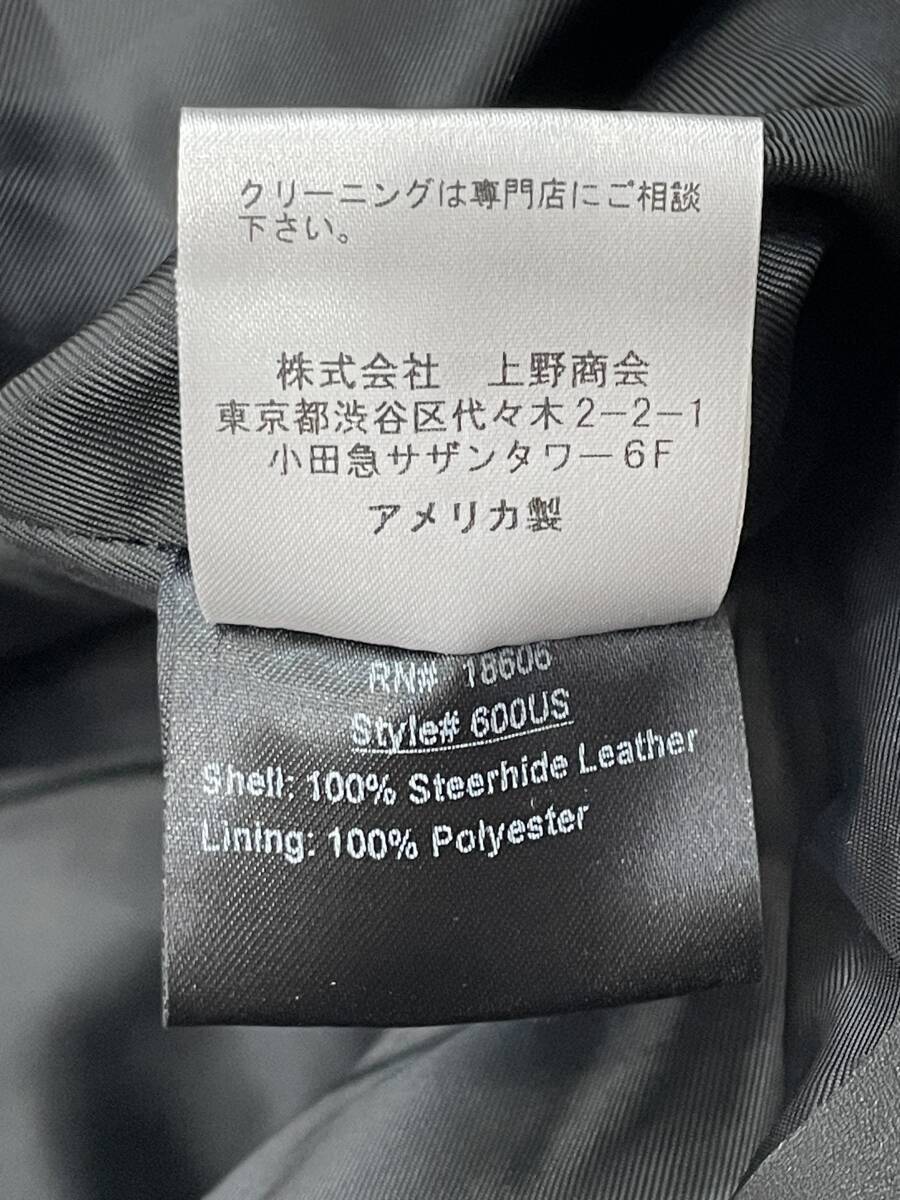 クリーニングは専門店にご相談
下さい。
株式会社　上野商会
東京都渋谷区代々木2-2-1
小田急サザンタワー6F
アメリカ製
RN# 18606
Style# 600US
Shell: 100% Steerhide Leather
Lining: 100% Polyester